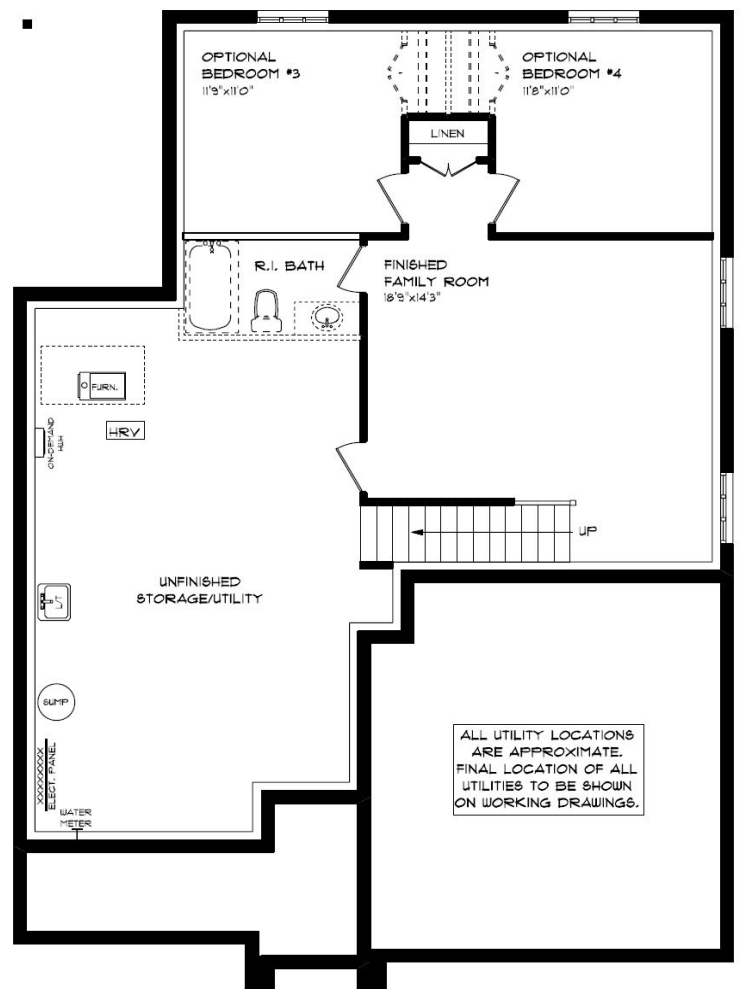 OPTIONAL
BEDROOM #3
11'9"x11'0"
OPTIONAL
BEDROOM #4
11'8"x11'0"
LINEN
R.I. BATH
FINISHED
FAMILY ROOM
18'9"x14'3"
FURN.
HRV
ON-DEMAND
HWH
UP
UNFINISHED
STORAGE/UTILITY
L/T
SUMP
XXXXXXXXX
ELECT. PANEL
WATER
METER
ALL UTILITY LOCATIONS
ARE APPROXIMATE.
FINAL LOCATION OF ALL
UTILITIES TO BE SHOWN
ON WORKING DRAWINGS.